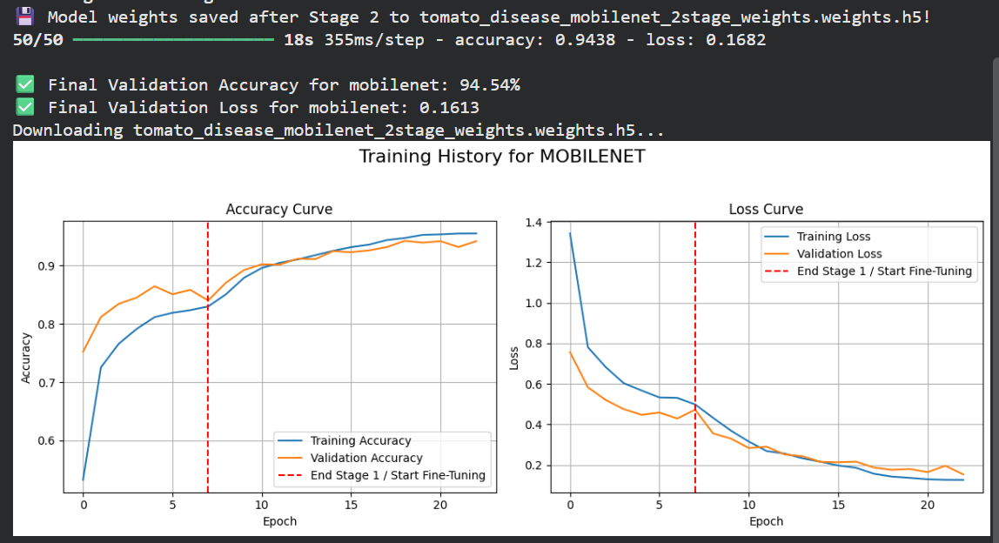 💾 Model weights saved after Stage 2 to tomato_disease_mobilenet_2stage_weights.weights.h5!
50/50 ━━━━━━━━━━━━━━━━━━━━ 18s 355ms/step - accuracy: 0.9438 - loss: 0.1682
✅ Final Validation Accuracy for mobilenet: 94.54%
✅ Final Validation Loss for mobilenet: 0.1613
Downloading tomato_disease_mobilenet_2stage_weights.weights.h5...
Training History for MOBILENET
Accuracy Curve
Accuracy
0.9
0.8
0.7
0.6
Training Accuracy
Validation Accuracy
End Stage 1 / Start Fine-Tuning
0 5 10 15 20
Epoch
Loss Curve
Loss
1.4
1.2
1.0
0.8
0.6
0.4
0.2
Training Loss
Validation Loss
End Stage 1 / Start Fine-Tuning
0 5 10 15 20
Epoch